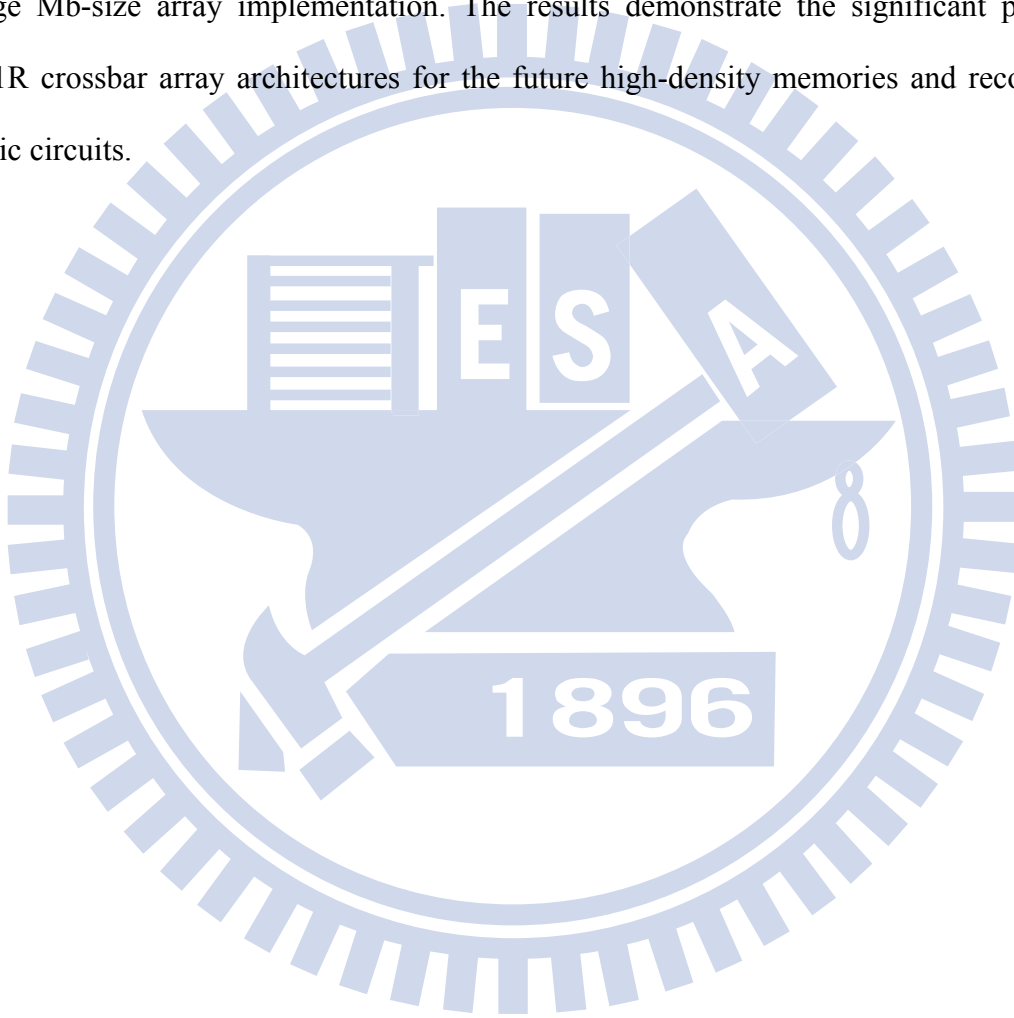 ge Mb-size array implementation. The results demonstrate the significant p
1R crossbar array architectures for the future high-density memories and reco
ic circuits.
E S A
8
1896